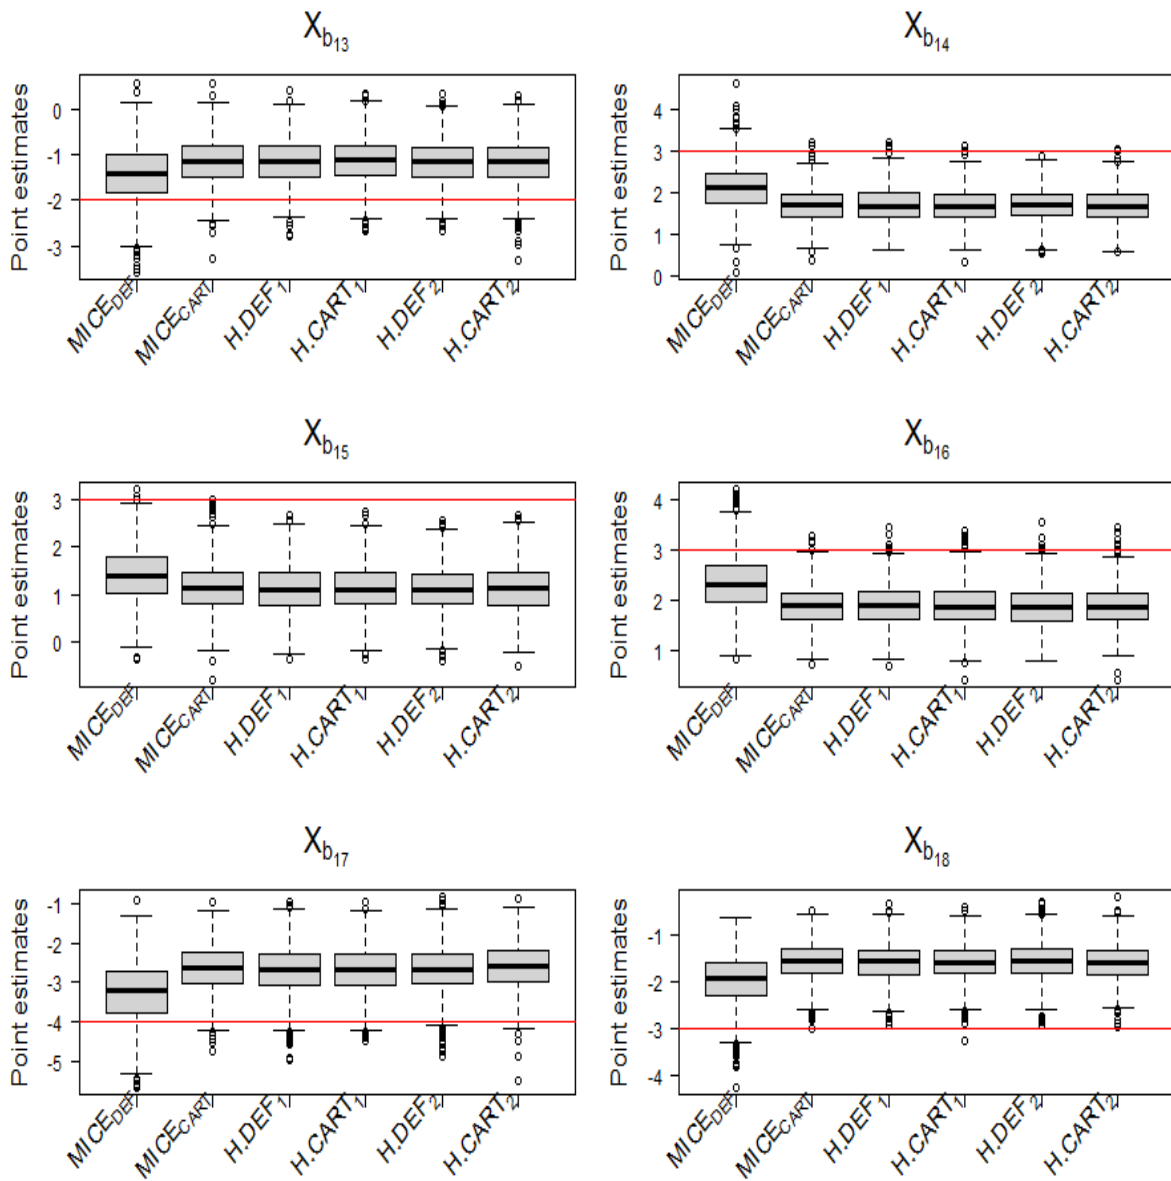 X_b13
X_b14
Point estimates
0
-1
-2
-3
MICE_DEF
MICE_CART
H.DEF_1
H.CART_1
H.DEF_2
H.CART_2
Point estimates
4
3
2
1
0
MICE_DEF
MICE_CART
H.DEF_1
H.CART_1
H.DEF_2
H.CART_2
X_b15
X_b16
Point estimates
3
2
1
0
MICE_DEF
MICE_CART
H.DEF_1
H.CART_1
H.DEF_2
H.CART_2
Point estimates
4
3
2
1
MICE_DEF
MICE_CART
H.DEF_1
H.CART_1
H.DEF_2
H.CART_2
X_b17
X_b18
Point estimates
-1
-2
-3
-4
-5
MICE_DEF
MICE_CART
H.DEF_1
H.CART_1
H.DEF_2
H.CART_2
Point estimates
-1
-2
-3
-4
MICE_DEF
MICE_CART
H.DEF_1
H.CART_1
H.DEF_2
H.CART_2